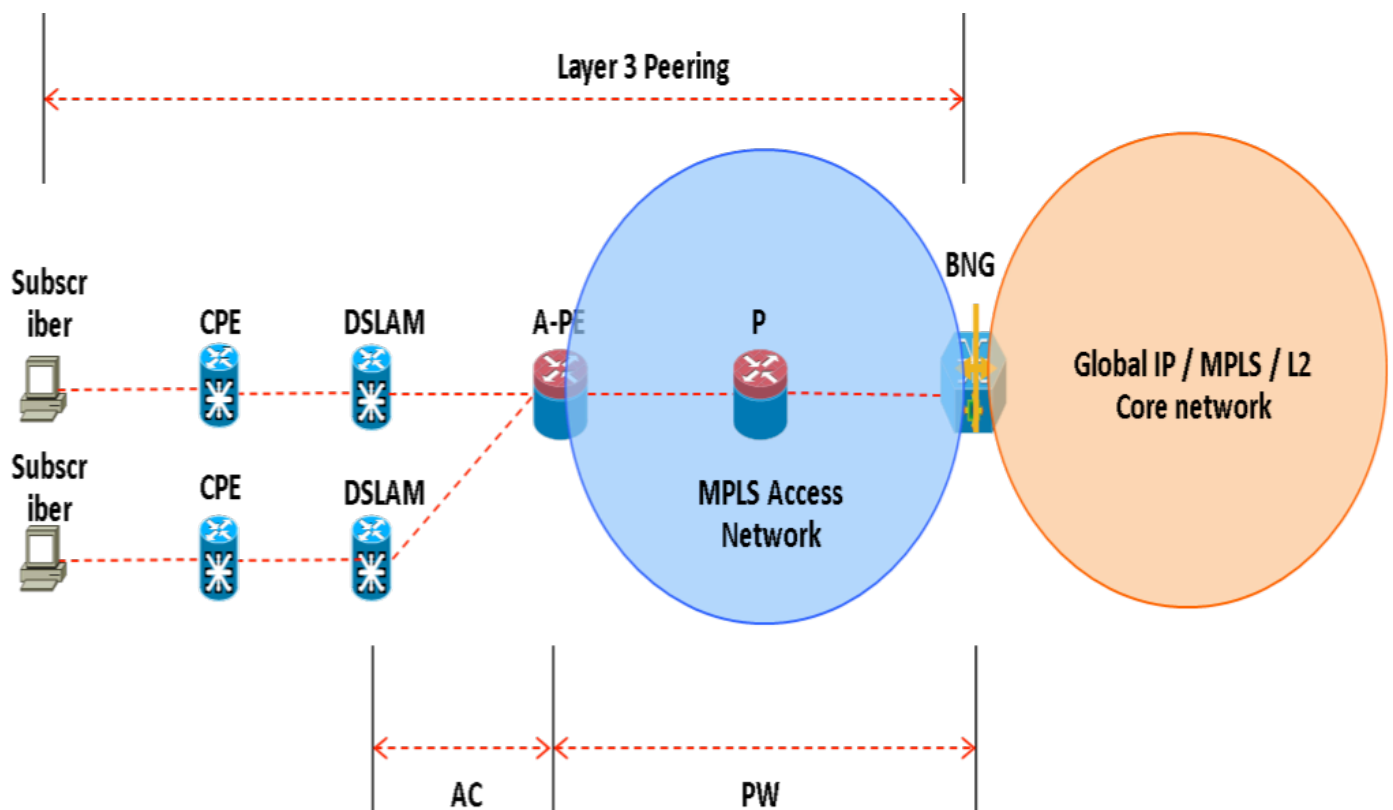 Layer 3 Peering
BNG
Subscr
iber
CPE
DSLAM
A-PE
P
Global IP / MPLS / L2
Core network
Subscr
iber
CPE
DSLAM
MPLS Access
Network
AC
PW